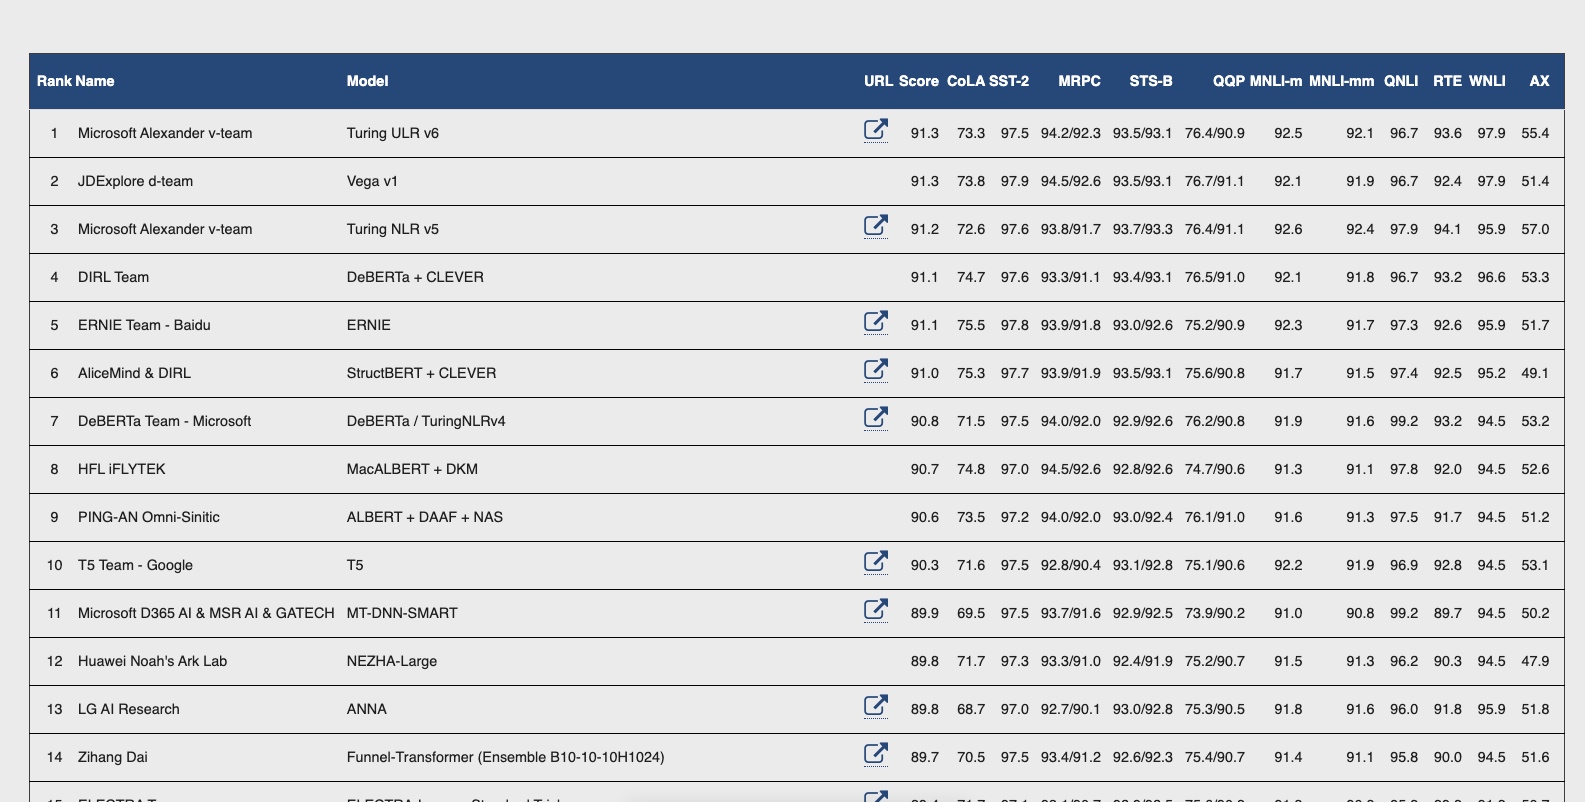 Rank Name Model URL Score CoLA SST-2 MRPC STS-B QQP MNLI-m MNLI-mm QNLI RTE WNLI AX
1 Microsoft Alexander v-team Turing ULR v6 91.3 73.3 97.5 94.2/92.3 93.5/93.1 76.4/90.9 92.5 92.1 96.7 93.6 97.9 55.4
2 JDExplore d-team Vega v1 91.3 73.8 97.9 94.5/92.6 93.5/93.1 76.7/91.1 92.1 91.9 96.7 92.4 97.9 51.4
3 Microsoft Alexander v-team Turing NLR v5 91.2 72.6 97.6 93.8/91.7 93.7/93.3 76.4/91.1 92.6 92.4 97.9 94.1 95.9 57.0
4 DIRL Team DeBERTa + CLEVER 91.1 74.7 97.6 93.3/91.1 93.4/93.1 76.5/91.0 92.1 91.8 96.7 93.2 96.6 53.3
5 ERNIE Team - Baidu ERNIE 91.1 75.5 97.8 93.9/91.8 93.0/92.6 75.2/90.9 92.3 91.7 97.3 92.6 95.9 51.7
6 AliceMind & DIRL StructBERT + CLEVER 91.0 75.3 97.7 93.9/91.9 93.5/93.1 75.6/90.8 91.7 91.5 97.4 92.5 95.2 49.1
7 DeBERTa Team - Microsoft DeBERTa / TuringNLRv4 90.8 71.5 97.5 94.0/92.0 92.9/92.6 76.2/90.8 91.9 91.6 99.2 93.2 94.5 53.2
8 HFL iFLYTEK MacALBERT + DKM 90.7 74.8 97.0 94.5/92.6 92.8/92.6 74.7/90.6 91.3 91.1 97.8 92.0 94.5 52.6
9 PING-AN Omni-Sinitic ALBERT + DAAF + NAS 90.6 73.5 97.2 94.0/92.0 93.0/92.4 76.1/91.0 91.6 91.3 97.5 91.7 94.5 51.2
10 T5 Team - Google T5 90.3 71.6 97.5 92.8/90.4 93.1/92.8 75.1/90.6 92.2 91.9 96.9 92.8 94.5 53.1
11 Microsoft D365 AI & MSR AI & GATECH MT-DNN-SMART 89.9 69.5 97.5 93.7/91.6 92.9/92.5 73.9/90.2 91.0 90.8 99.2 89.7 94.5 50.2
12 Huawei Noah's Ark Lab NEZHA-Large 89.8 71.7 97.3 93.3/91.0 92.4/91.9 75.2/90.7 91.5 91.3 96.2 90.3 94.5 47.9
13 LG AI Research ANNA 89.8 68.7 97.0 92.7/90.1 93.0/92.8 75.3/90.5 91.8 91.6 96.0 91.8 95.9 51.8
14 Zihang Dai Funnel-Transformer (Ensemble B10-10-10H1024) 89.7 70.5 97.5 93.4/91.2 92.6/92.3 75.4/90.7 91.4 91.1 95.8 90.0 94.5 51.6